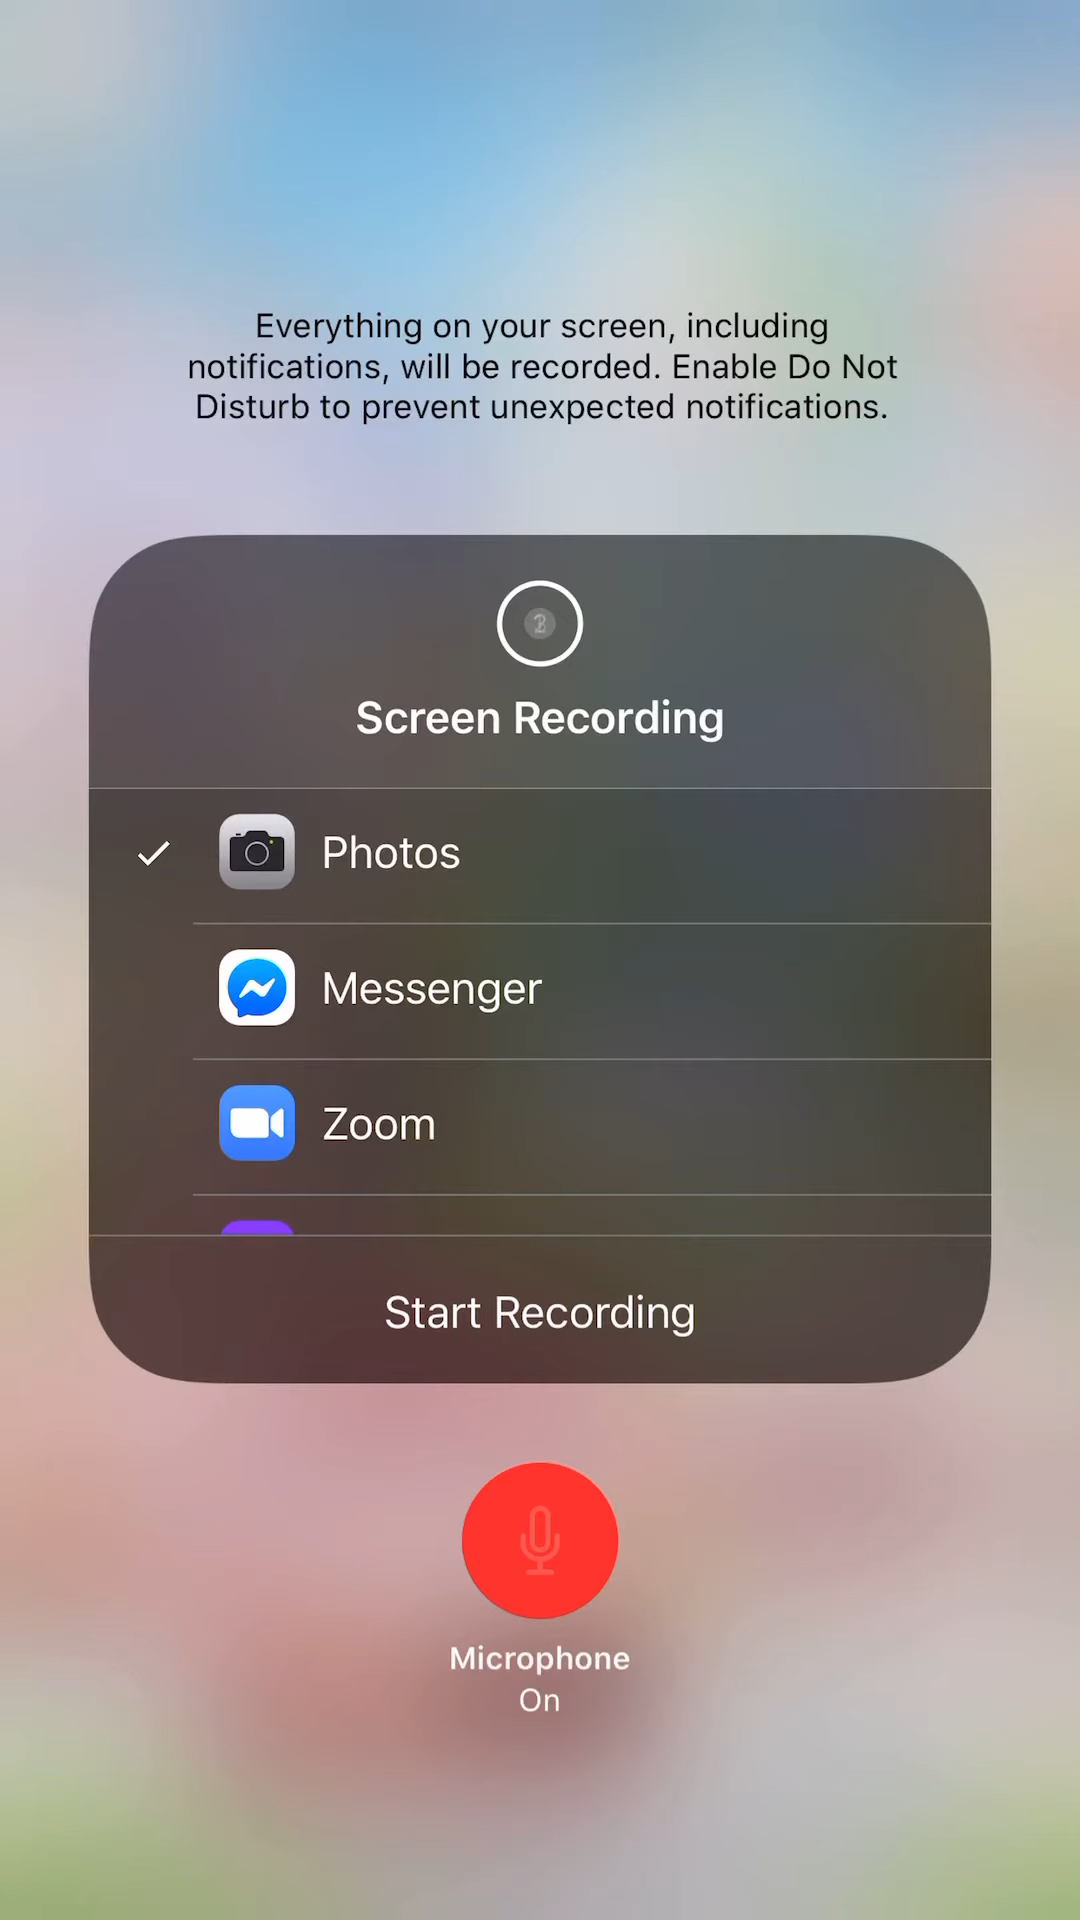 Everything on your screen, including
notifications, will be recorded. Enable Do Not
Disturb to prevent unexpected notifications.
Screen Recording
Photos
Messenger
Zoom
Start Recording
Microphone
On